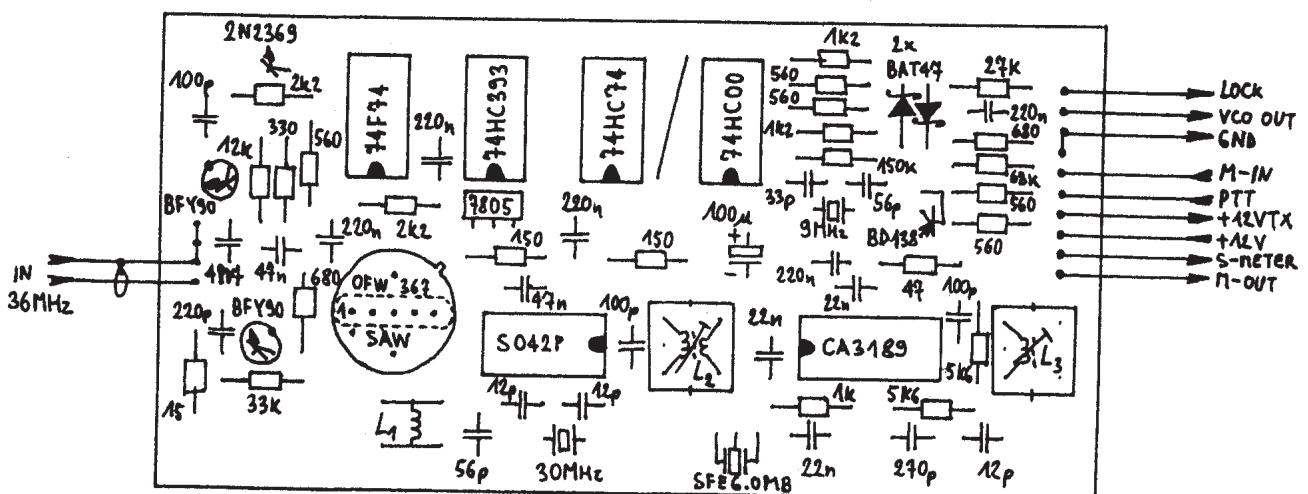 2N2369
100p
2k2
12k
330
560
BFY90
74F74
220n
74HC393
74HC74
74HC00
1k2
560
560
1k2
150k
33p
56p
9MHz
2x
BAT47
27k
220n
680
68k
560
560
BD138
LOCK
VCO OUT
GND
M-IN
PTT
+12VTX
+12V
S-METER
M-OUT
IN
36MHz
47n
220n
2k2
7805
150
220n
150
100µ
220n
22n
47
100p
220p
BFY90
680
OFW 367
1
SAW
47n
S042P
100p
L2
22n
CA3189
5k6
L3
15
33k
L1
56p
12p
12p
30MHz
SFE6.0MB
1k
22n
5k6
270p
12p